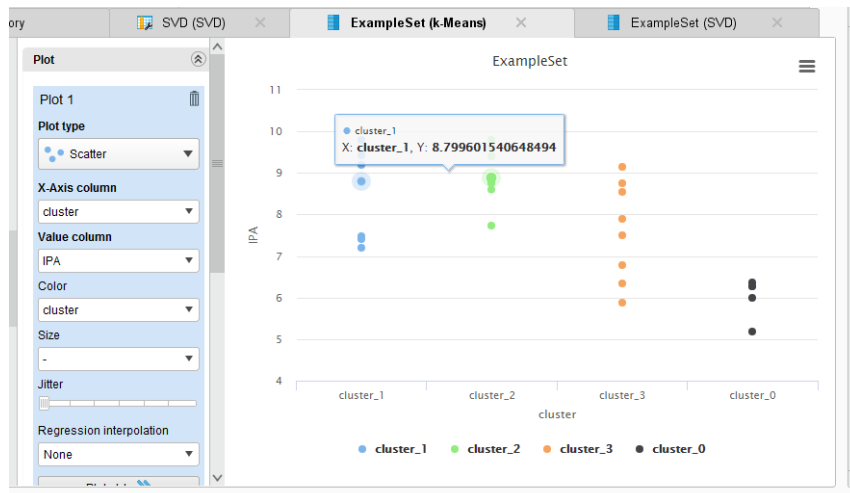 ory
SVD (SVD)
ExampleSet (k-Means)
ExampleSet (SVD)
Plot
Plot 1
Plot type
Scatter
X-Axis column
cluster
Value column
IPA
Color
cluster
Size
-
Jitter
Regression interpolation
None
ExampleSet
11
10
9
8
7
6
5
4
IPA
cluster_1
X: cluster_1, Y: 8.799601540648494
cluster_1 cluster_2 cluster_3 cluster_0
cluster
cluster_1 cluster_2 cluster_3 cluster_0